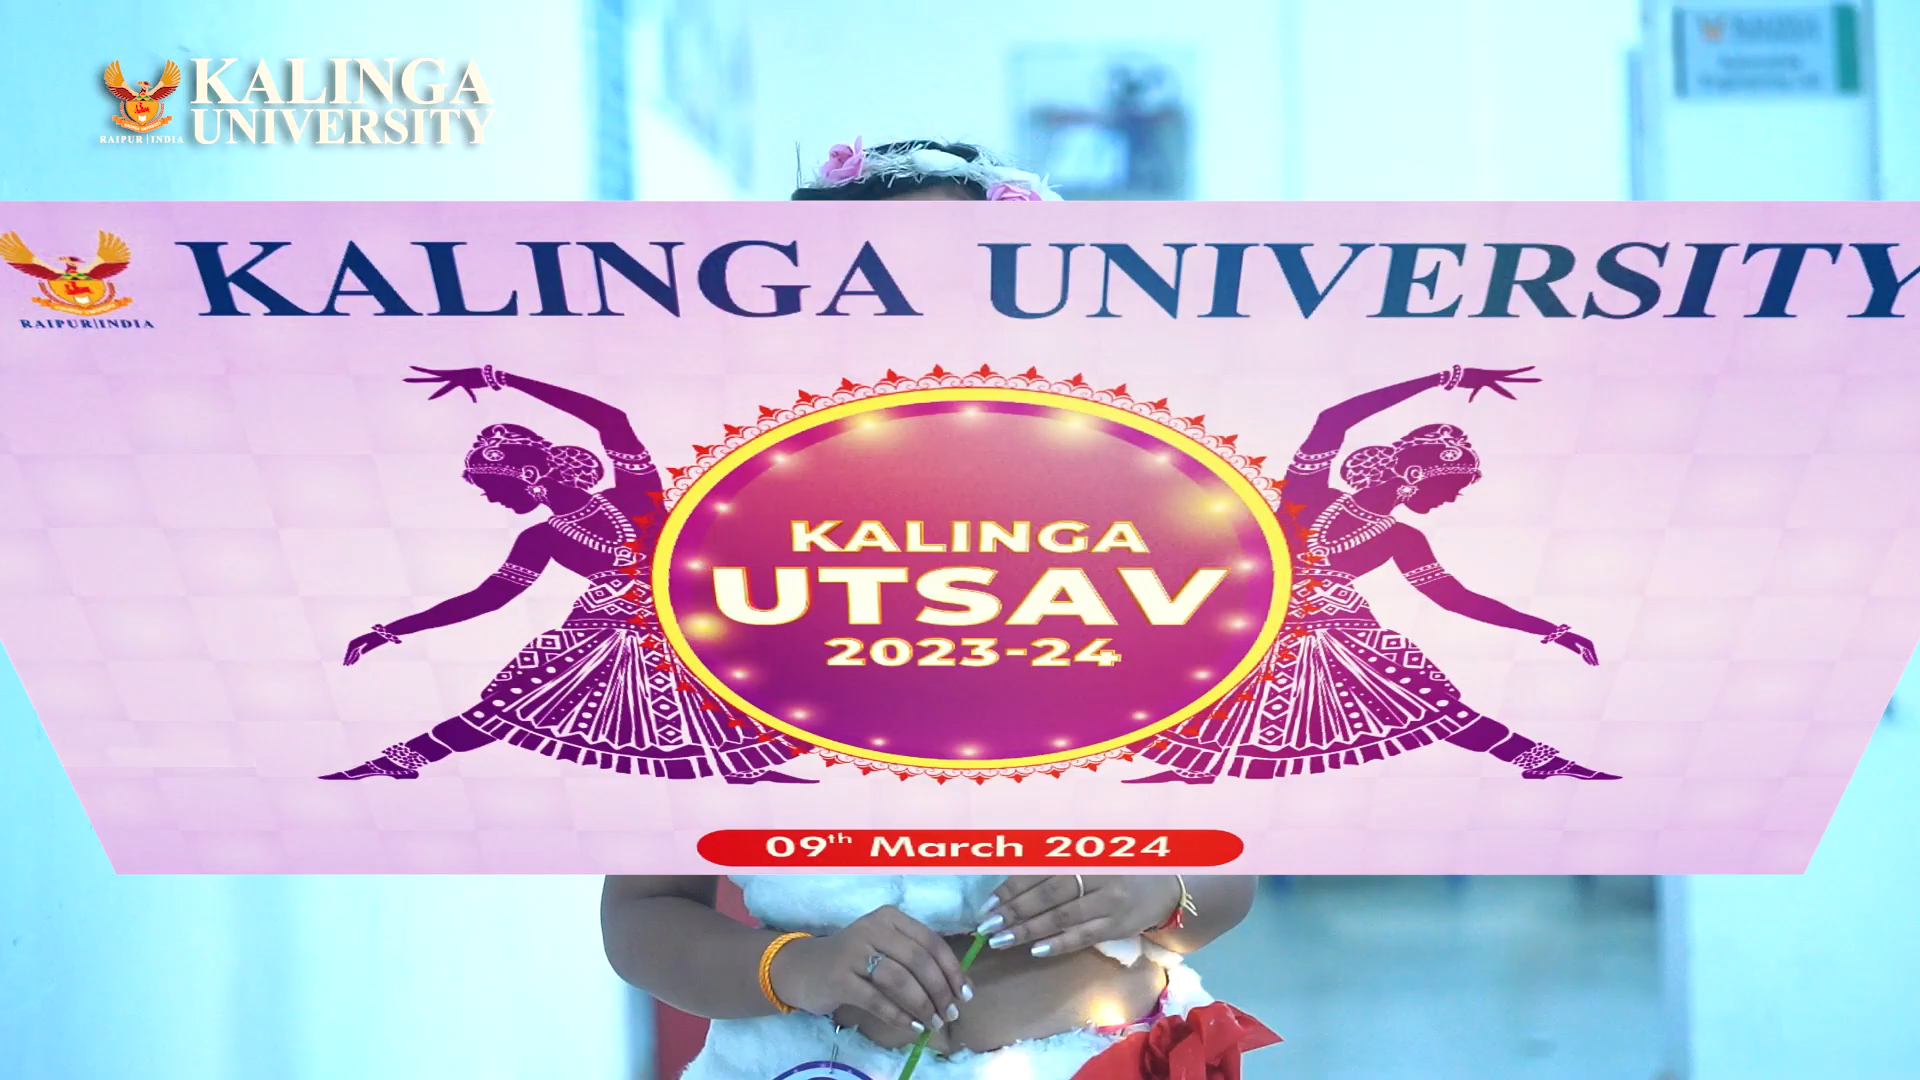 KALINGA
UNIVERSITY
RAIPUR | INDIA
KALINGA UNIVERSITY
RAIPUR|INDIA
KALINGA
UTSAV
2023-24
09th March 2024